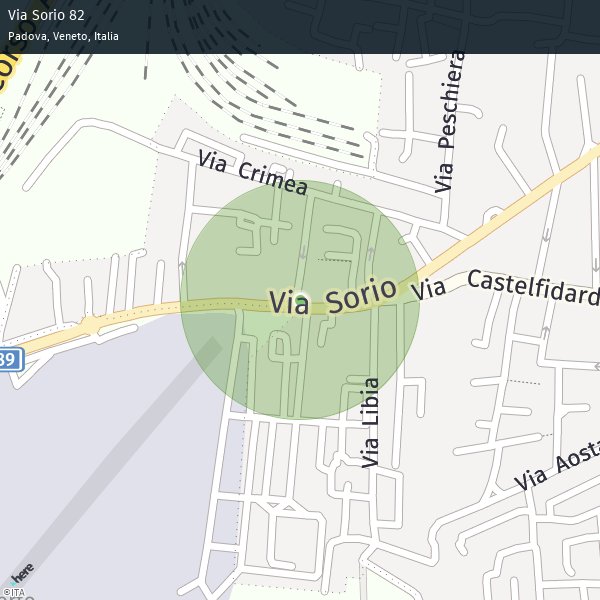 Via Sorio 82
Padova, Veneto, Italia
Via Peschiera
Via Crimea
Via Sorio
Via Castelfidard
89
Via Libia
Via Aosta
here
©ITA